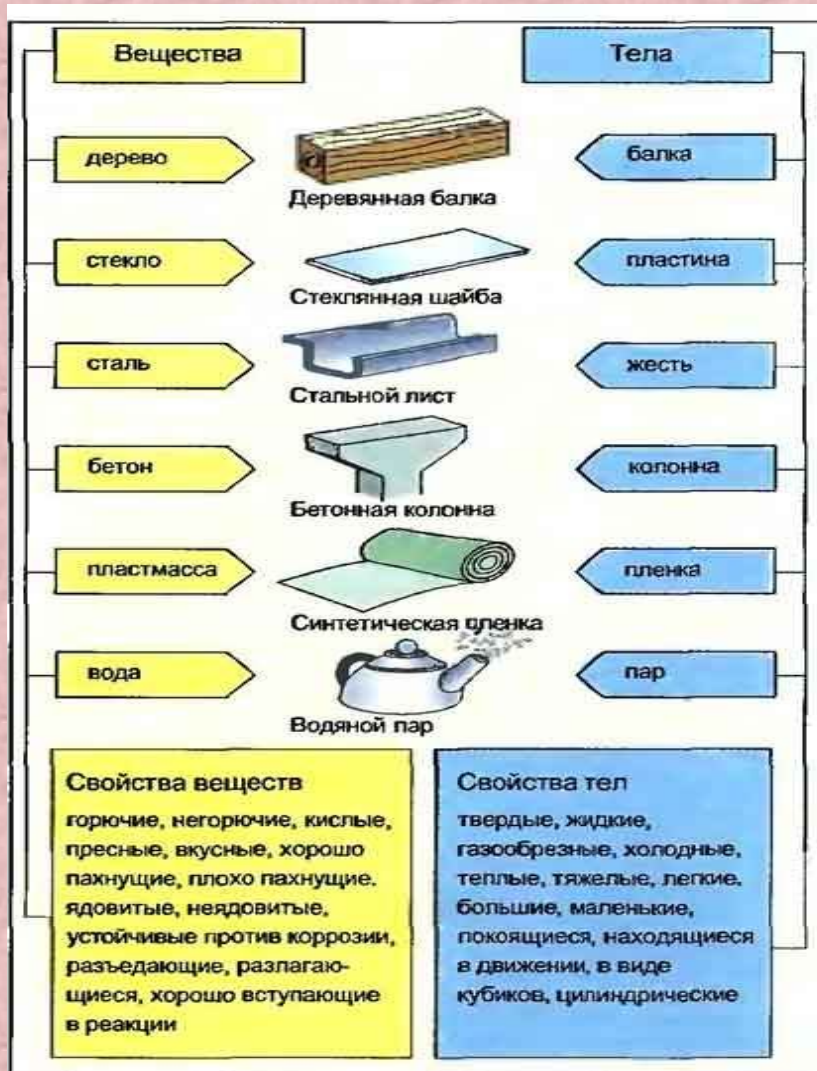 Вещества
Тела
дерево
балка
Деревянная балка
стекло
пластина
Стеклянная шайба
сталь
жесть
Стальной лист
бетон
колонна
Бетонная колонна
пластмасса
пленка
Синтетическая пленка
вода
пар
Водяной пар
Свойства веществ
горючие, негорючие, кислые,
пресные, вкусные, хорошо
пахнущие, плохо пахнущие.
ядовитые, неядовитые,
устойчивые против коррозии,
разъедающие, разлагаю-
щиеся, хорошо вступающие
в реакции
Свойства тел
твердые, жидкие,
газообрезные, холодные,
теплые, тяжелые, легкие.
большие, маленькие,
покоящиеся, находящиеся
в движении, в виде
кубиков, цилиндрические